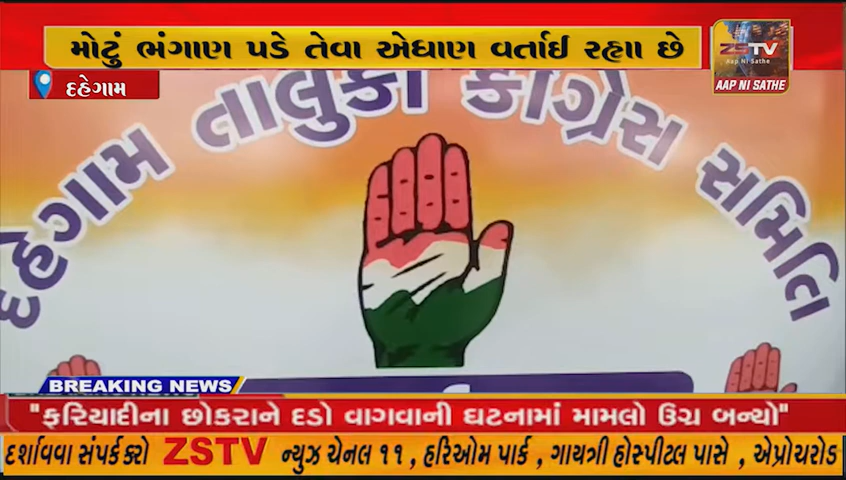 મોટું ભંગાણ પડે તેવા એંધાણ વર્તાઈ રહ્યા છે
ZSTV
Aap Ni Sathe
AAP NI SATHE
દહેગામ
દહેગામ તાલુકા કોંગ્રેસ સમિતિ
BREAKING NEWS
"ફરિયાદીના છોકરાને દડો વાગવાની ઘટનામાં મામલો ઉગ્ર બન્યો"
દર્શાવવા સંપર્ક કરો ZSTV ન્યુઝ ચેનલ ૧૧ , હરિઓમ પાર્ક , ગાયત્રી હોસ્પીટલ પાસે , એપ્રોચરોડ